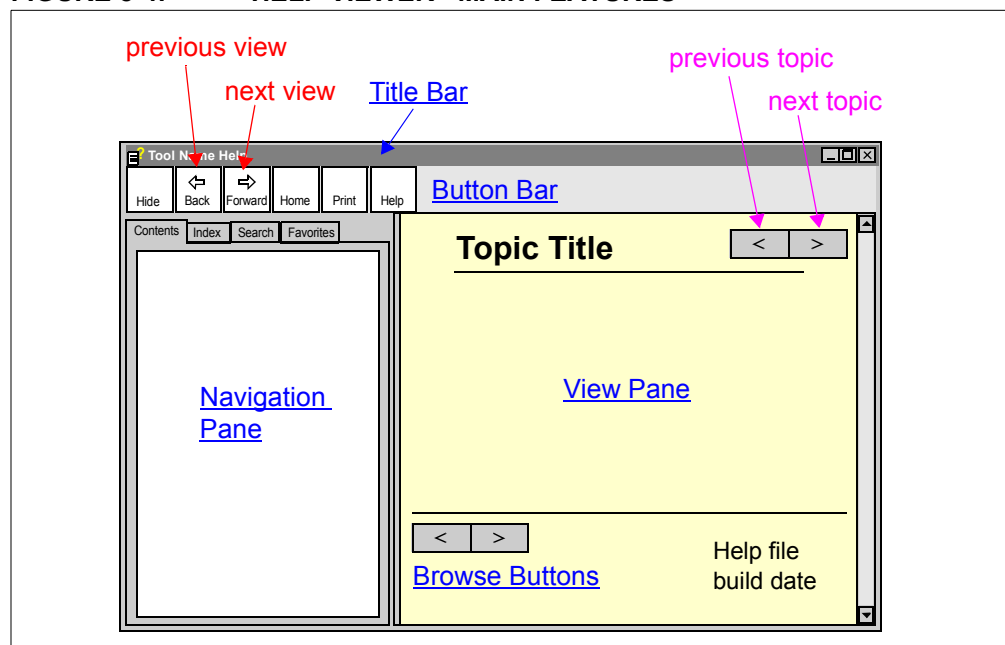 previous view
previous topic
next view
Title Bar
next topic
Tool Name Help
Hide
Back
Forward
Home
Print
Help
Button Bar
Contents
Index
Search
Favorites
Topic Title
<
>
Navigation
Pane
View Pane
<
>
Browse Buttons
Help file
build date